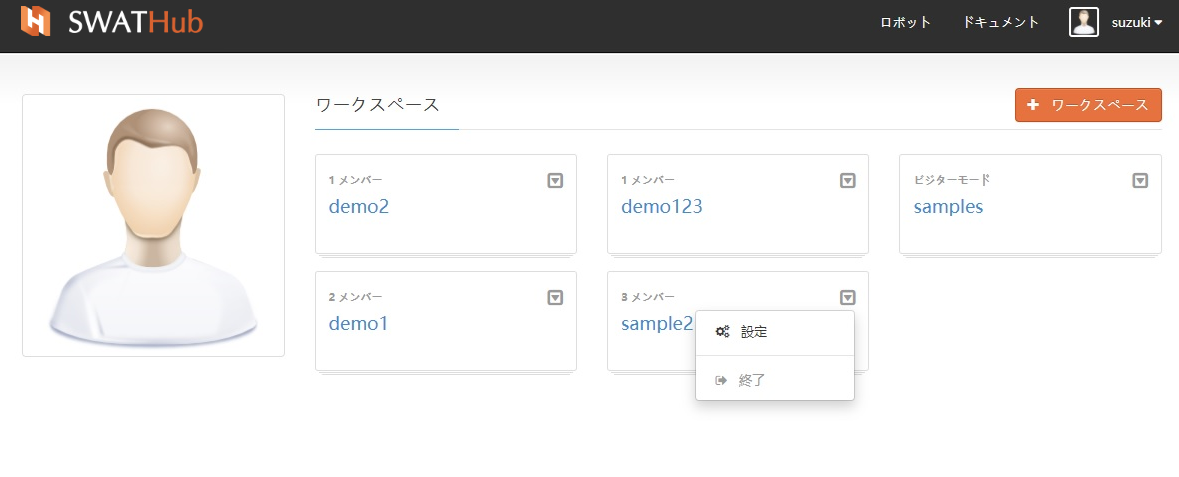 SWATHub
ロボット
ドキュメント
suzuki
ワークスペース
ワークスペース
1 メンバー
demo2
1 メンバー
demo123
ビジターモード
samples
2 メンバー
demo1
3 メンバー
sample2
設定
終了